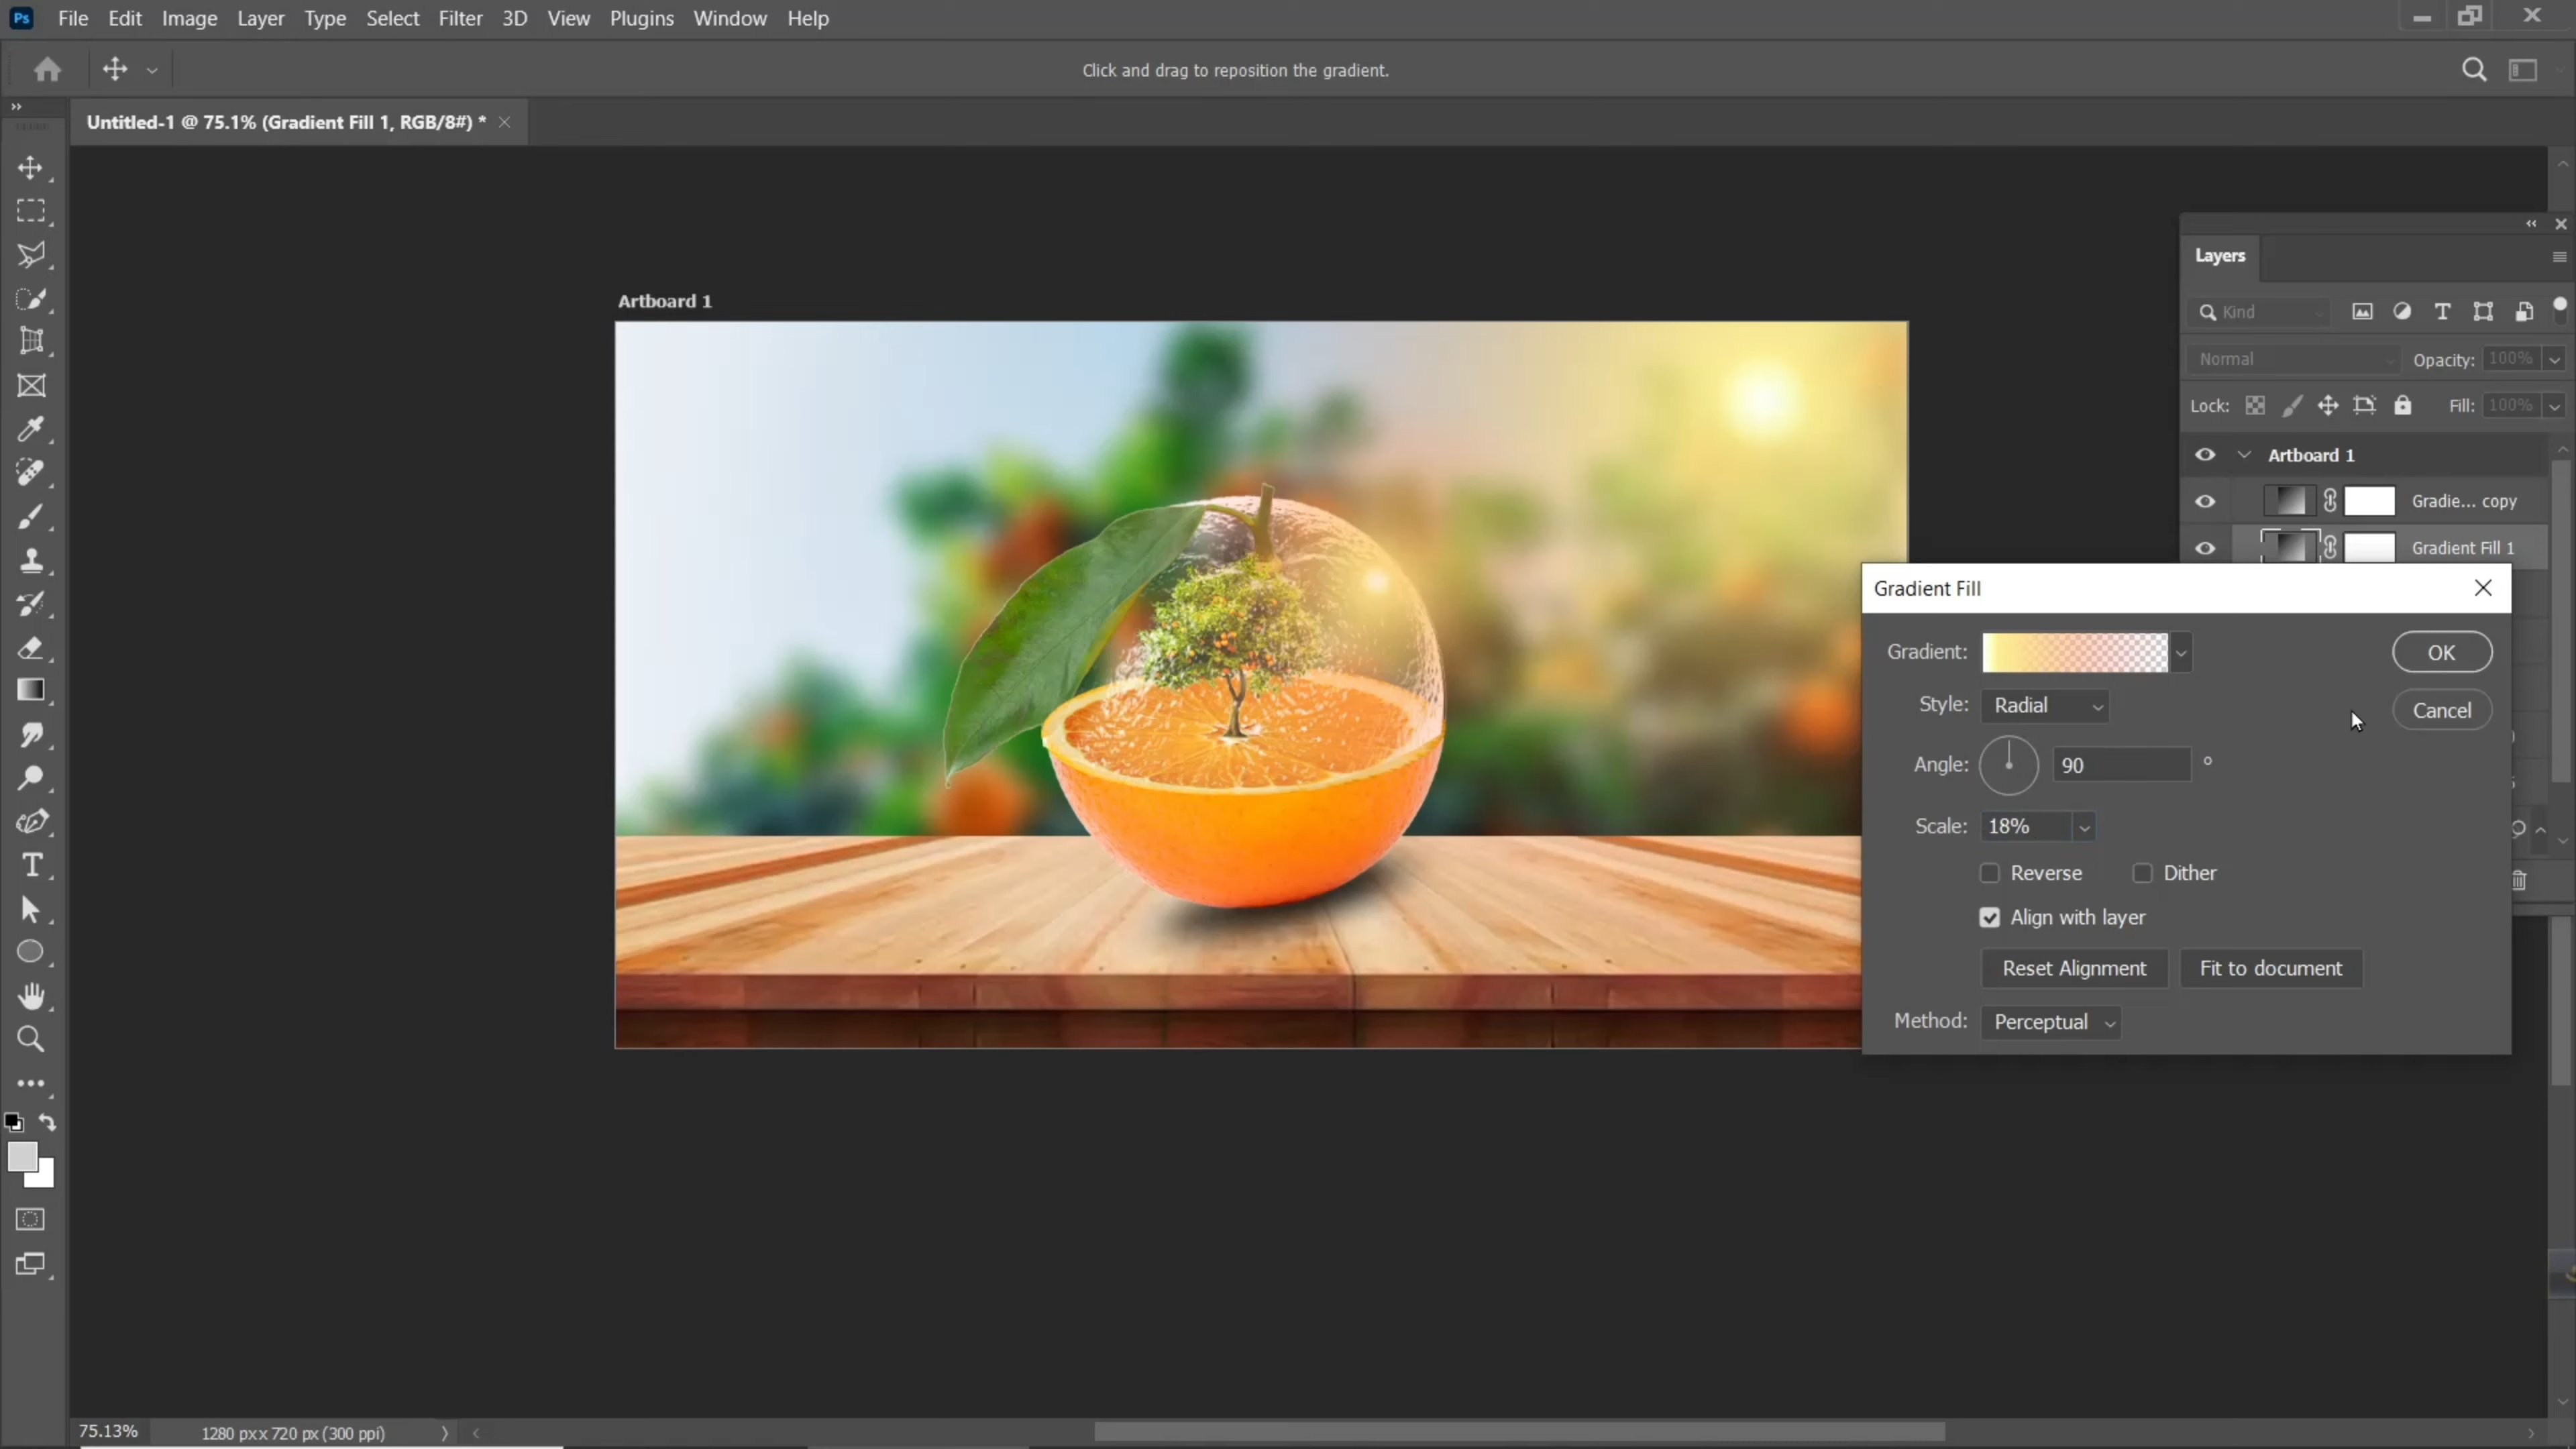 Ps File Edit Image Layer Type Select Filter 3D View Plugins Window Help
Click and drag to reposition the gradient.
Untitled-1 @ 75.1% (Gradient Fill 1, RGB/8#) *
Layers
Artboard 1
Kind
Normal Opacity: 100%
Lock: Fill: 100%
Artboard 1
Gradie... copy
Gradient Fill 1
Gradient Fill
Gradient: OK
Style: Radial Cancel
Angle: 90 °
Scale: 18%
Reverse Dither
Align with layer
Reset Alignment Fit to document
Method: Perceptual
75.13% 1280 px x 720 px (300 ppi)